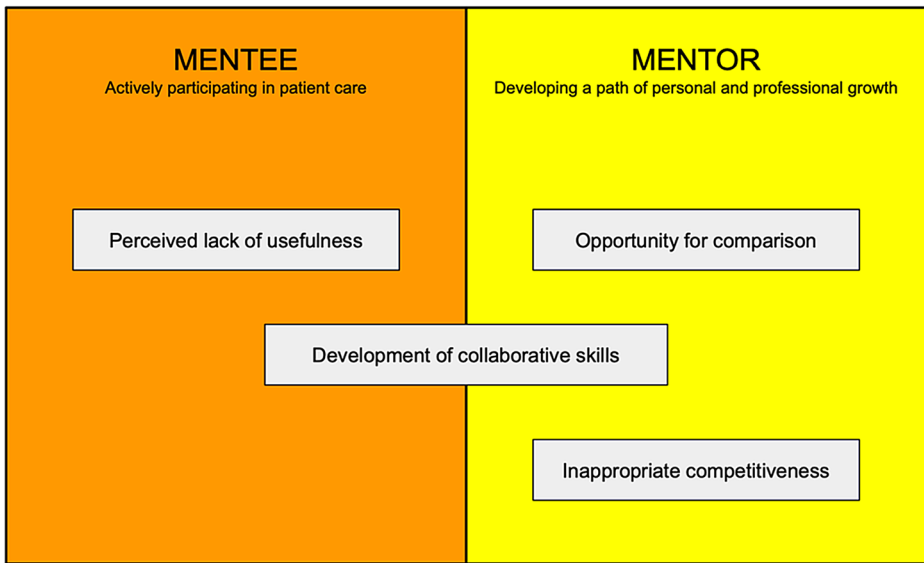 MENTEE
Actively participating in patient care
MENTOR
Developing a path of personal and professional growth
Perceived lack of usefulness
Opportunity for comparison
Development of collaborative skills
Inappropriate competitiveness